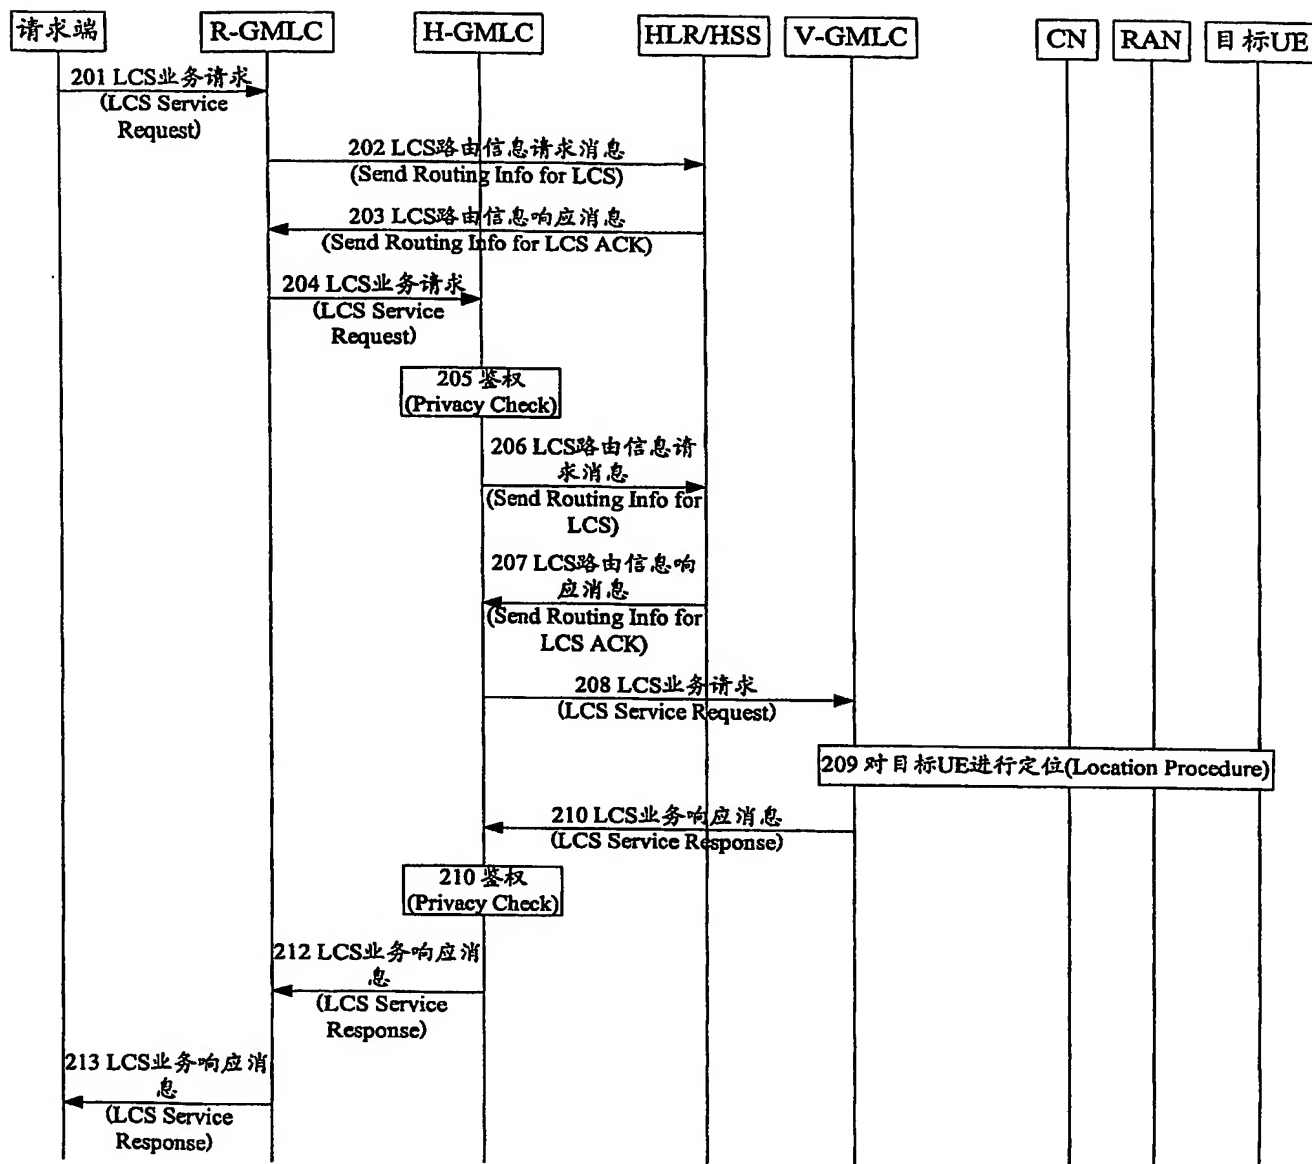 请求端
R-GMLC
H-GMLC
HLR/HSS
V-GMLC
CN
RAN
目标UE
201 LCS业务请求
(LCS Service
Request)
202 LCS路由信息请求消息
(Send Routing Info for LCS)
203 LCS路由信息响应消息
(Send Routing Info for LCS ACK)
204 LCS业务请求
(LCS Service
Request)
205 鉴权
(Privacy Check)
206 LCS路由信息请
求消息
(Send Routing Info for
LCS)
207 LCS路由信息响
应消息
(Send Routing Info for
LCS ACK)
208 LCS业务请求
(LCS Service Request)
209 对目标UE进行定位(Location Procedure)
210 LCS业务响应消息
(LCS Service Response)
210 鉴权
(Privacy Check)
212 LCS业务响应消
息
(LCS Service
Response)
213 LCS业务响应消
息
(LCS Service
Response)